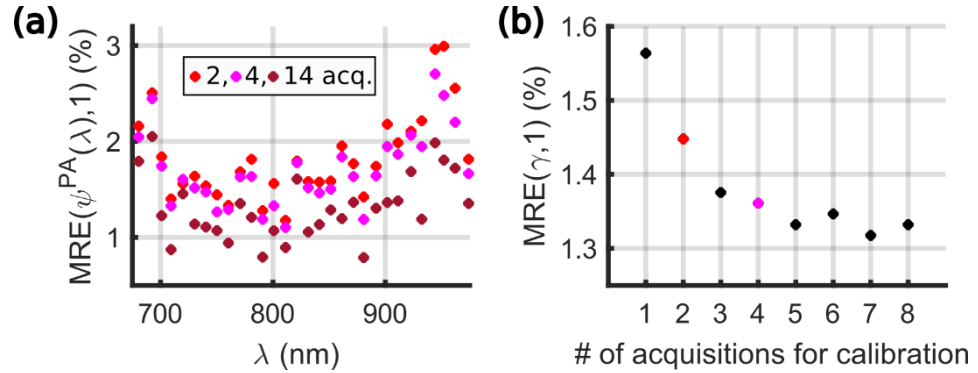 (a)
MRE(ψ^PA(λ),1) (%)
3
2
1
2, 4, 14 acq.
700 800 900
λ (nm)
(b)
MRE(γ,1) (%)
1.6
1.5
1.4
1.3
1 2 3 4 5 6 7 8
# of acquisitions for calibration